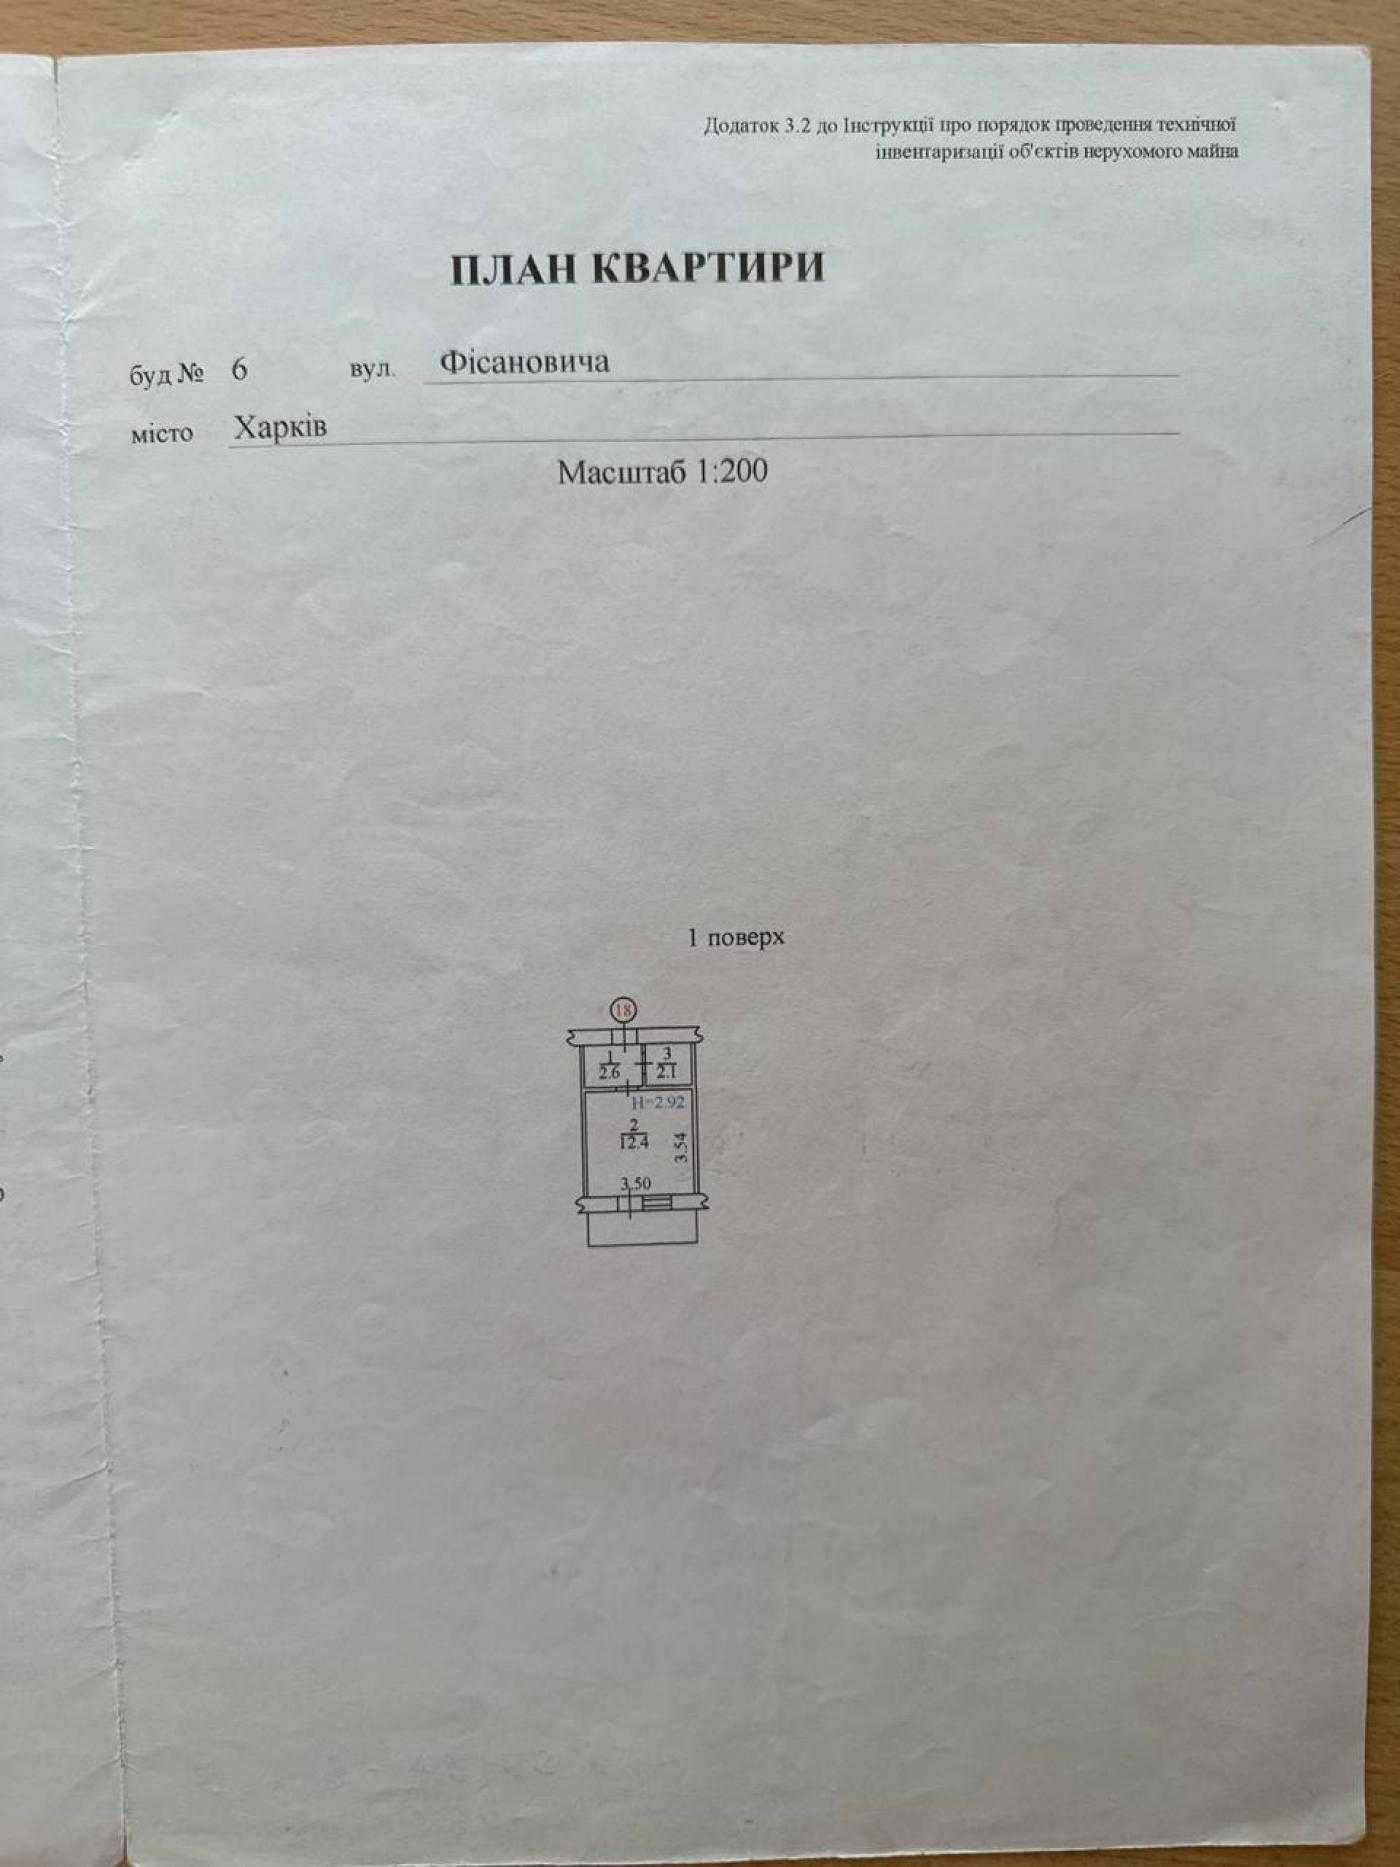 Додаток 3.2 до Інструкції про порядок проведення технічної
інвентаризації об'єктів нерухомого майна
ПЛАН КВАРТИРИ
буд № 6 вул. Фісановича
місто Харків
Масштаб 1:200
1 поверх
18
1 3
2.6 2.1
H=2.92
2
12.4
3.54
3.50